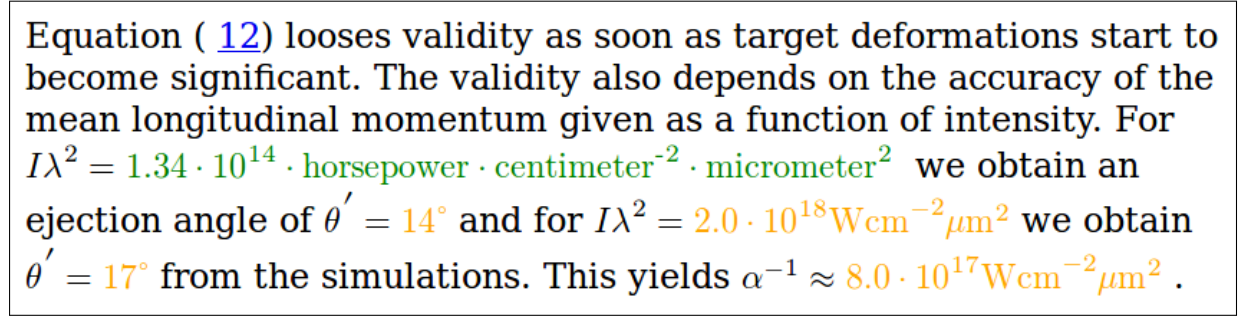 Equation ( 12) looses validity as soon as target deformations start to
become significant. The validity also depends on the accuracy of the
mean longitudinal momentum given as a function of intensity. For
Iλ² = 1.34 · 10¹⁴ · horsepower · centimeter⁻² · micrometer² we obtain an
ejection angle of θ′ = 14° and for Iλ² = 2.0 · 10¹⁸Wcm⁻²μm² we obtain
θ′ = 17° from the simulations. This yields α⁻¹ ≈ 8.0 · 10¹⁷Wcm⁻²μm² .